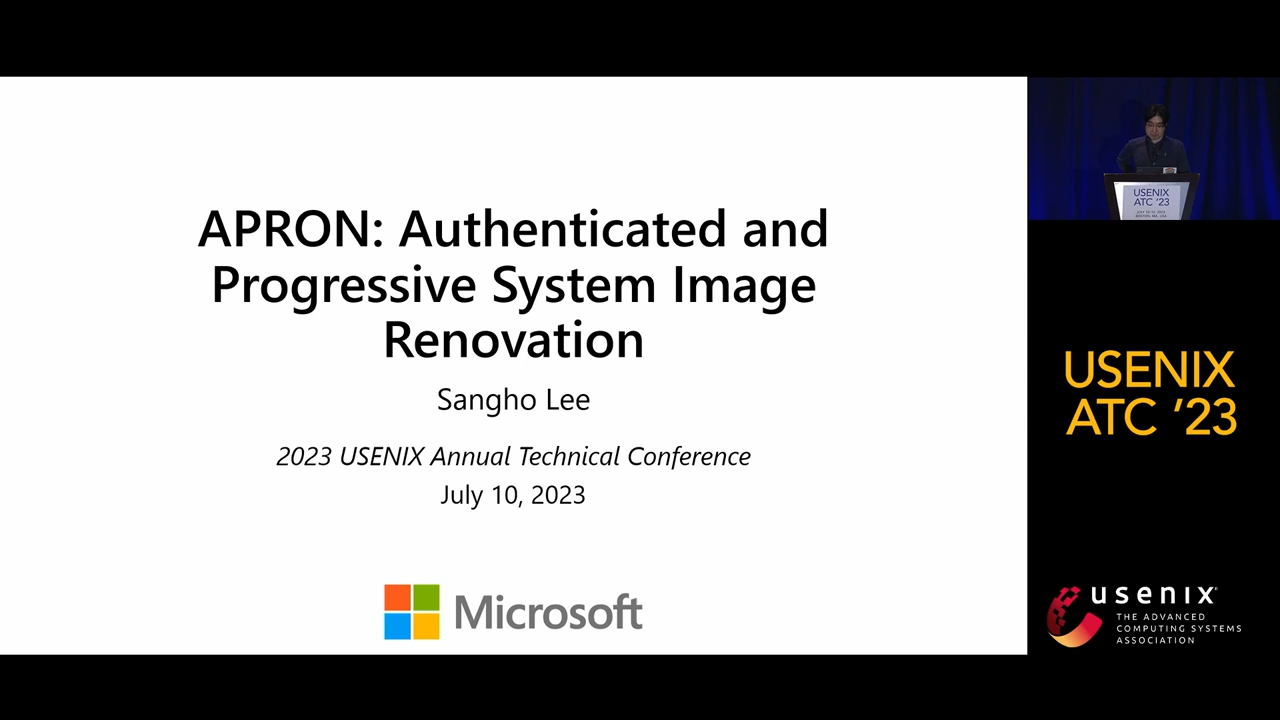 APRON: Authenticated and
Progressive System Image
Renovation
Sangho Lee
2023 USENIX Annual Technical Conference
July 10, 2023
Microsoft
USENIX
ATC '23
USENIX
ATC '23
usenix
THE ADVANCED
COMPUTING SYSTEMS
ASSOCIATION